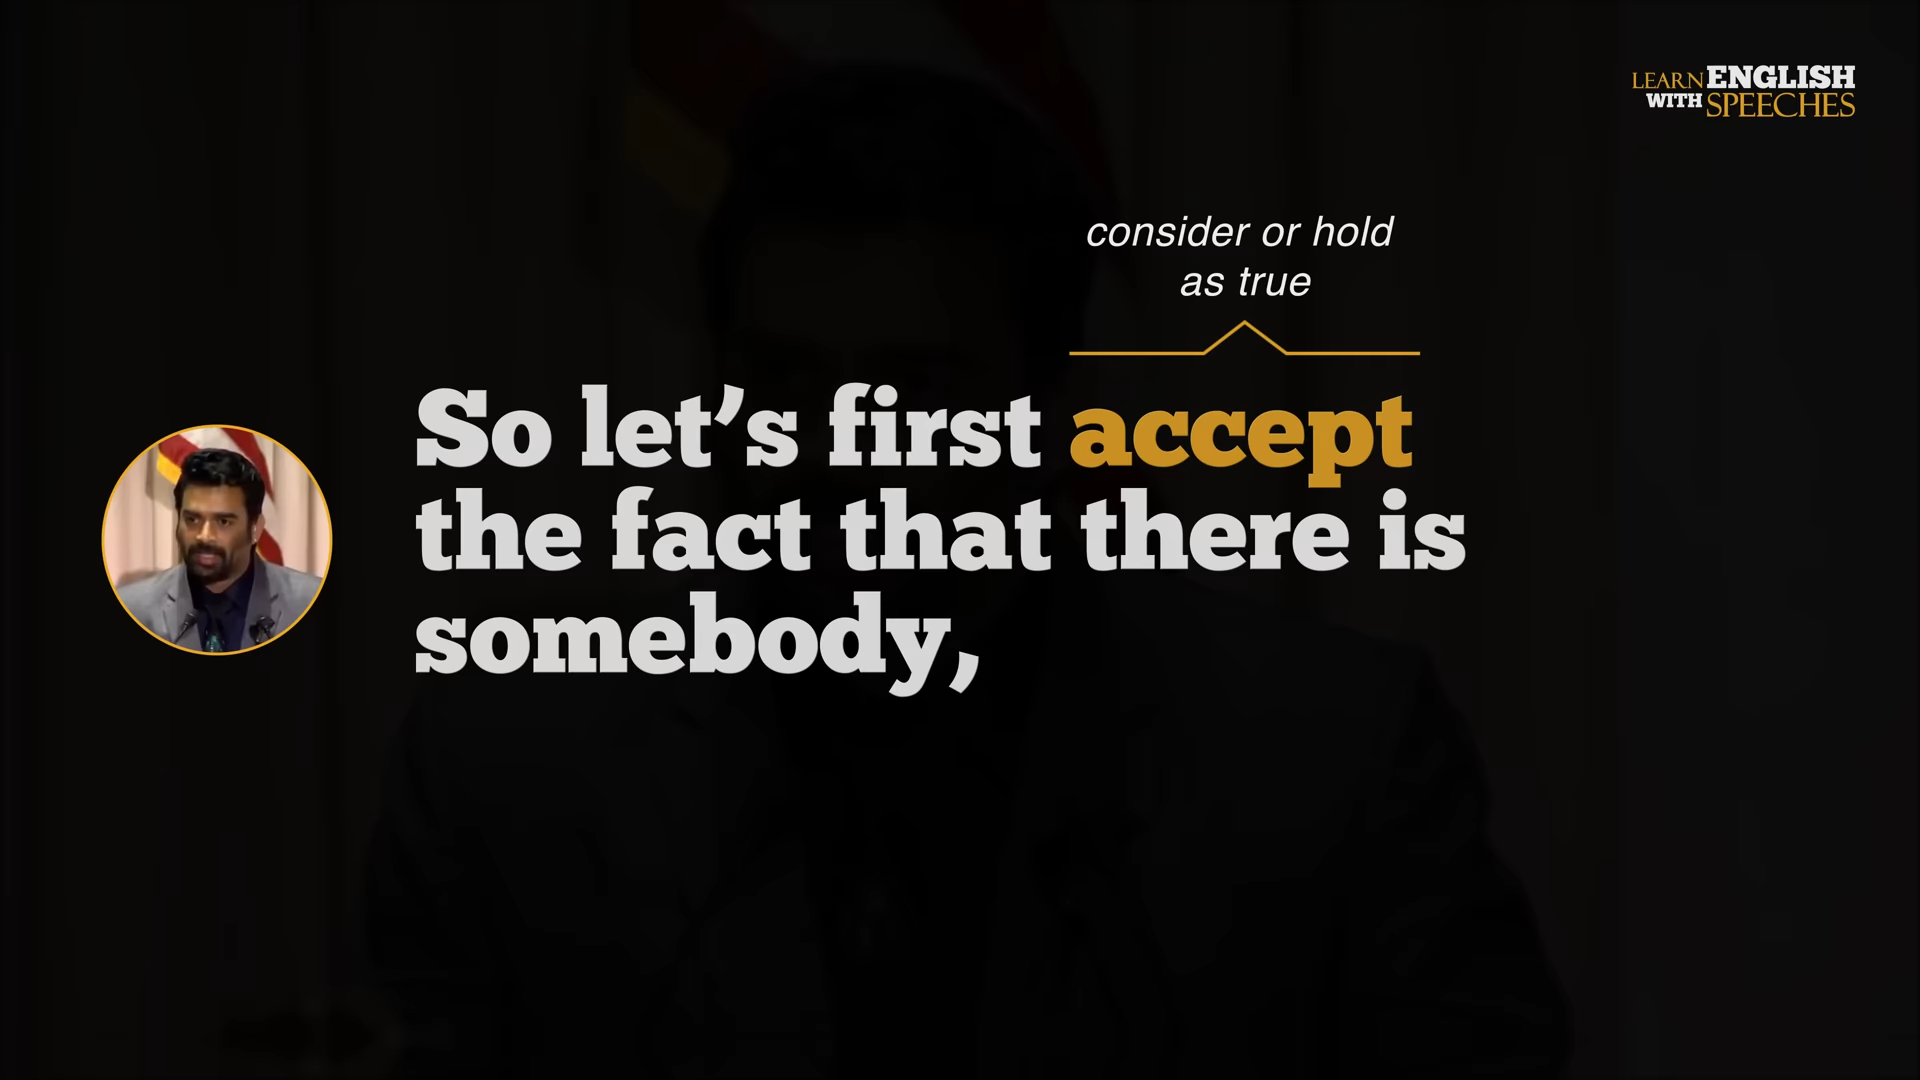 LEARN ENGLISH
WITH SPEECHES
consider or hold
as true
So let’s first accept
the fact that there is
somebody,